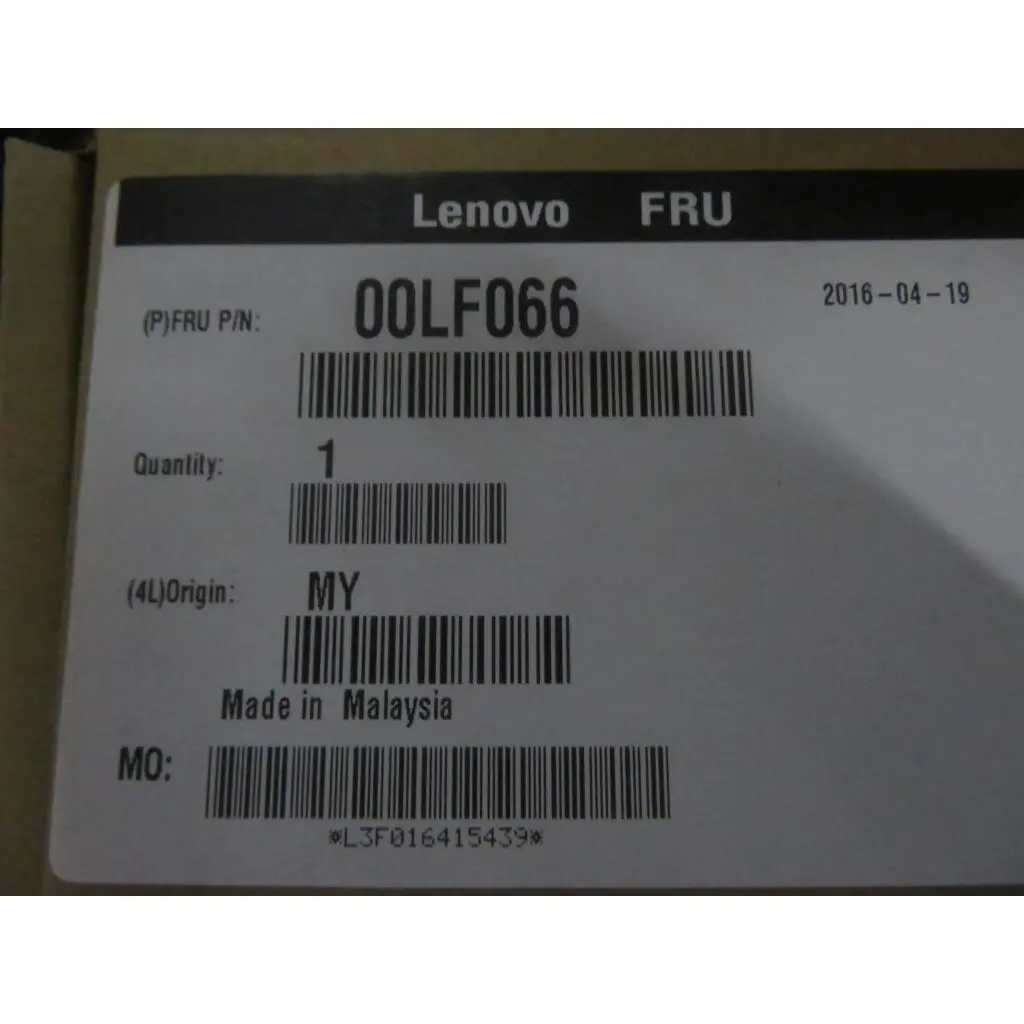 Lenovo FRU
(P)FRU P/N: 00LF066 2016-04-19
Quantity: 1
(4L)Origin: MY
Made in Malaysia
MO:
*L3F016415439*